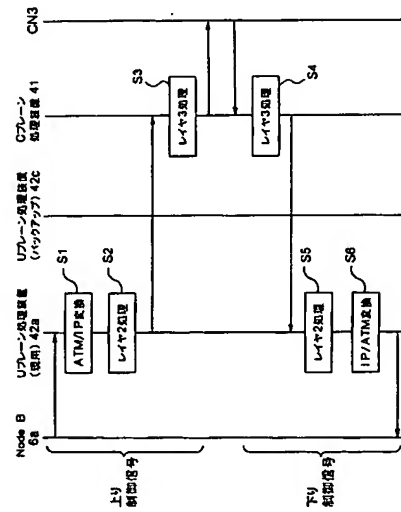 Node B
6a
Uプレーン処理装置
(現用) 42a
Uプレーン処理装置
(バックアップ) 42c
Cプレーン
処理装置 41
CN3
上り
制御信号
ATM/IP変換
S1
レイヤ2処理
S2
レイヤ3処理
S3
下り
制御信号
レイヤ3処理
S4
レイヤ2処理
S5
IP/ATM変換
S6